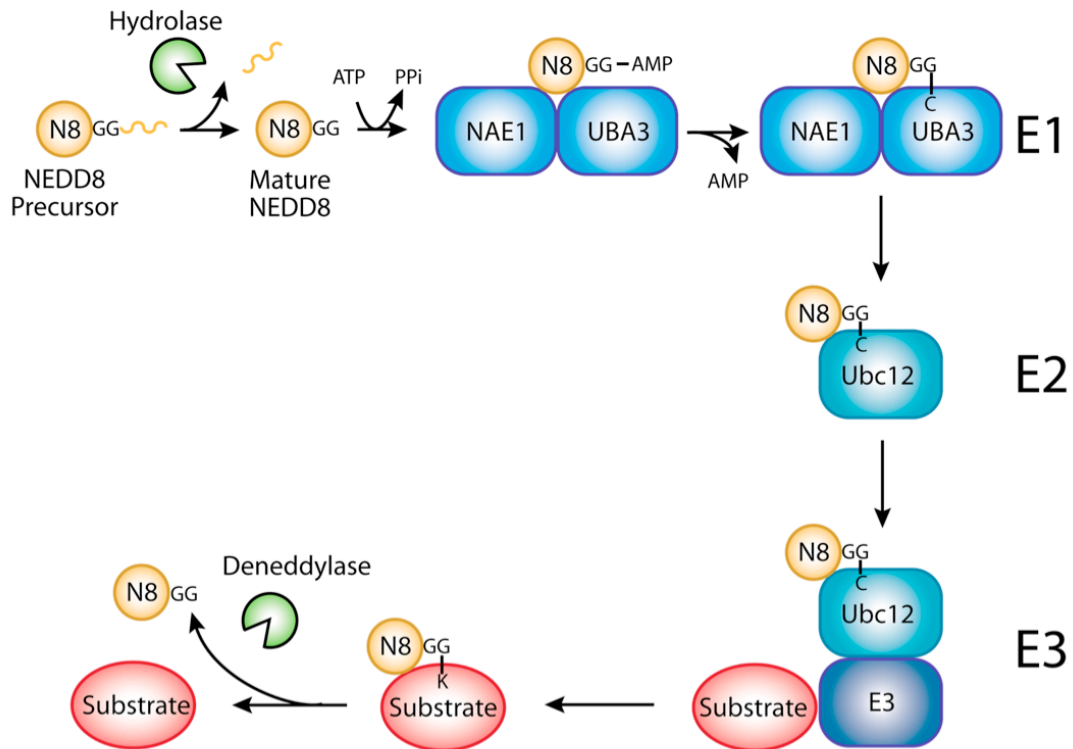 Hydrolase
N8 GG
NEDD8
Precursor
N8 GG
Mature
NEDD8
ATP PPi
N8 GG – AMP
NAE1 UBA3
AMP
N8 GG
C
NAE1 UBA3
E1
N8 GG
C
Ubc12
E2
N8 GG
C
Ubc12
E3
E3
Substrate
N8 GG
K
Substrate
Deneddylase
N8 GG
Substrate